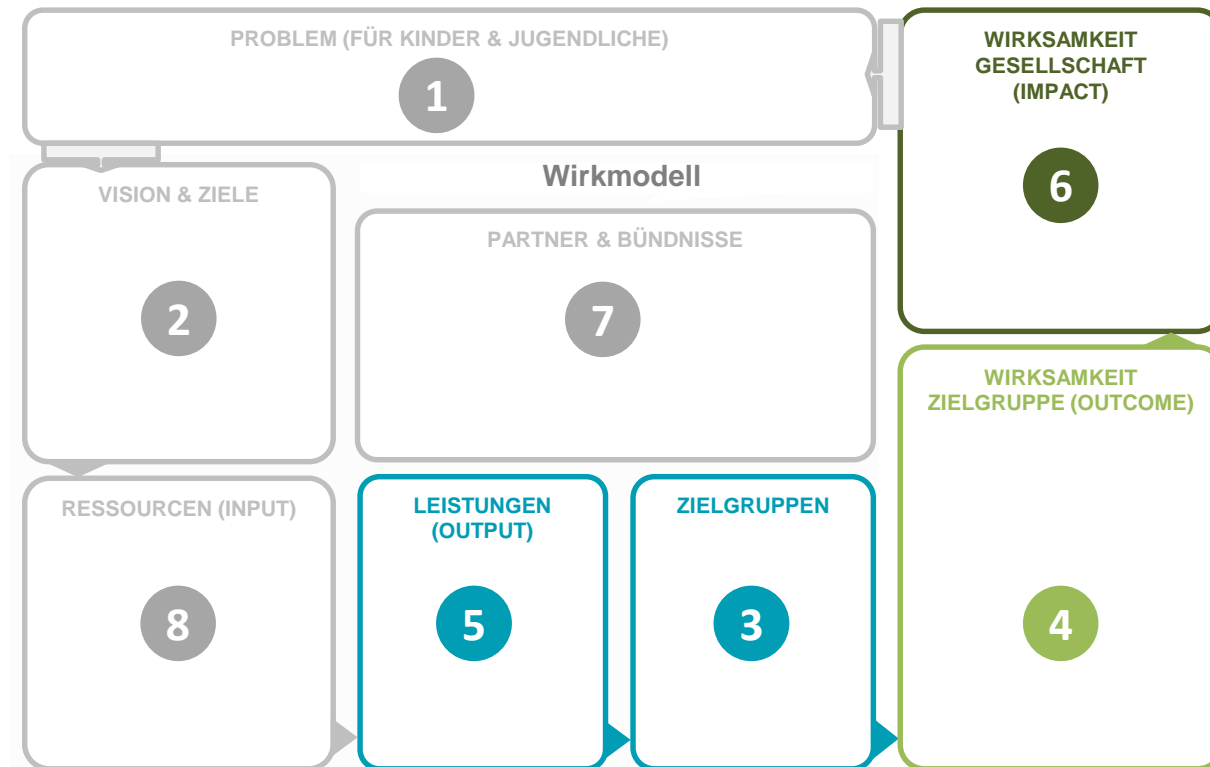 PROBLEM (FÜR KINDER & JUGENDLICHE)
1
WIRKSAMKEIT
GESELLSCHAFT
(IMPACT)
6
VISION & ZIELE
2
Wirkmodell
PARTNER & BÜNDNISSE
7
RESSOURCEN (INPUT)
8
LEISTUNGEN
(OUTPUT)
5
ZIELGRUPPEN
3
WIRKSAMKEIT
ZIELGRUPPE (OUTCOME)
4